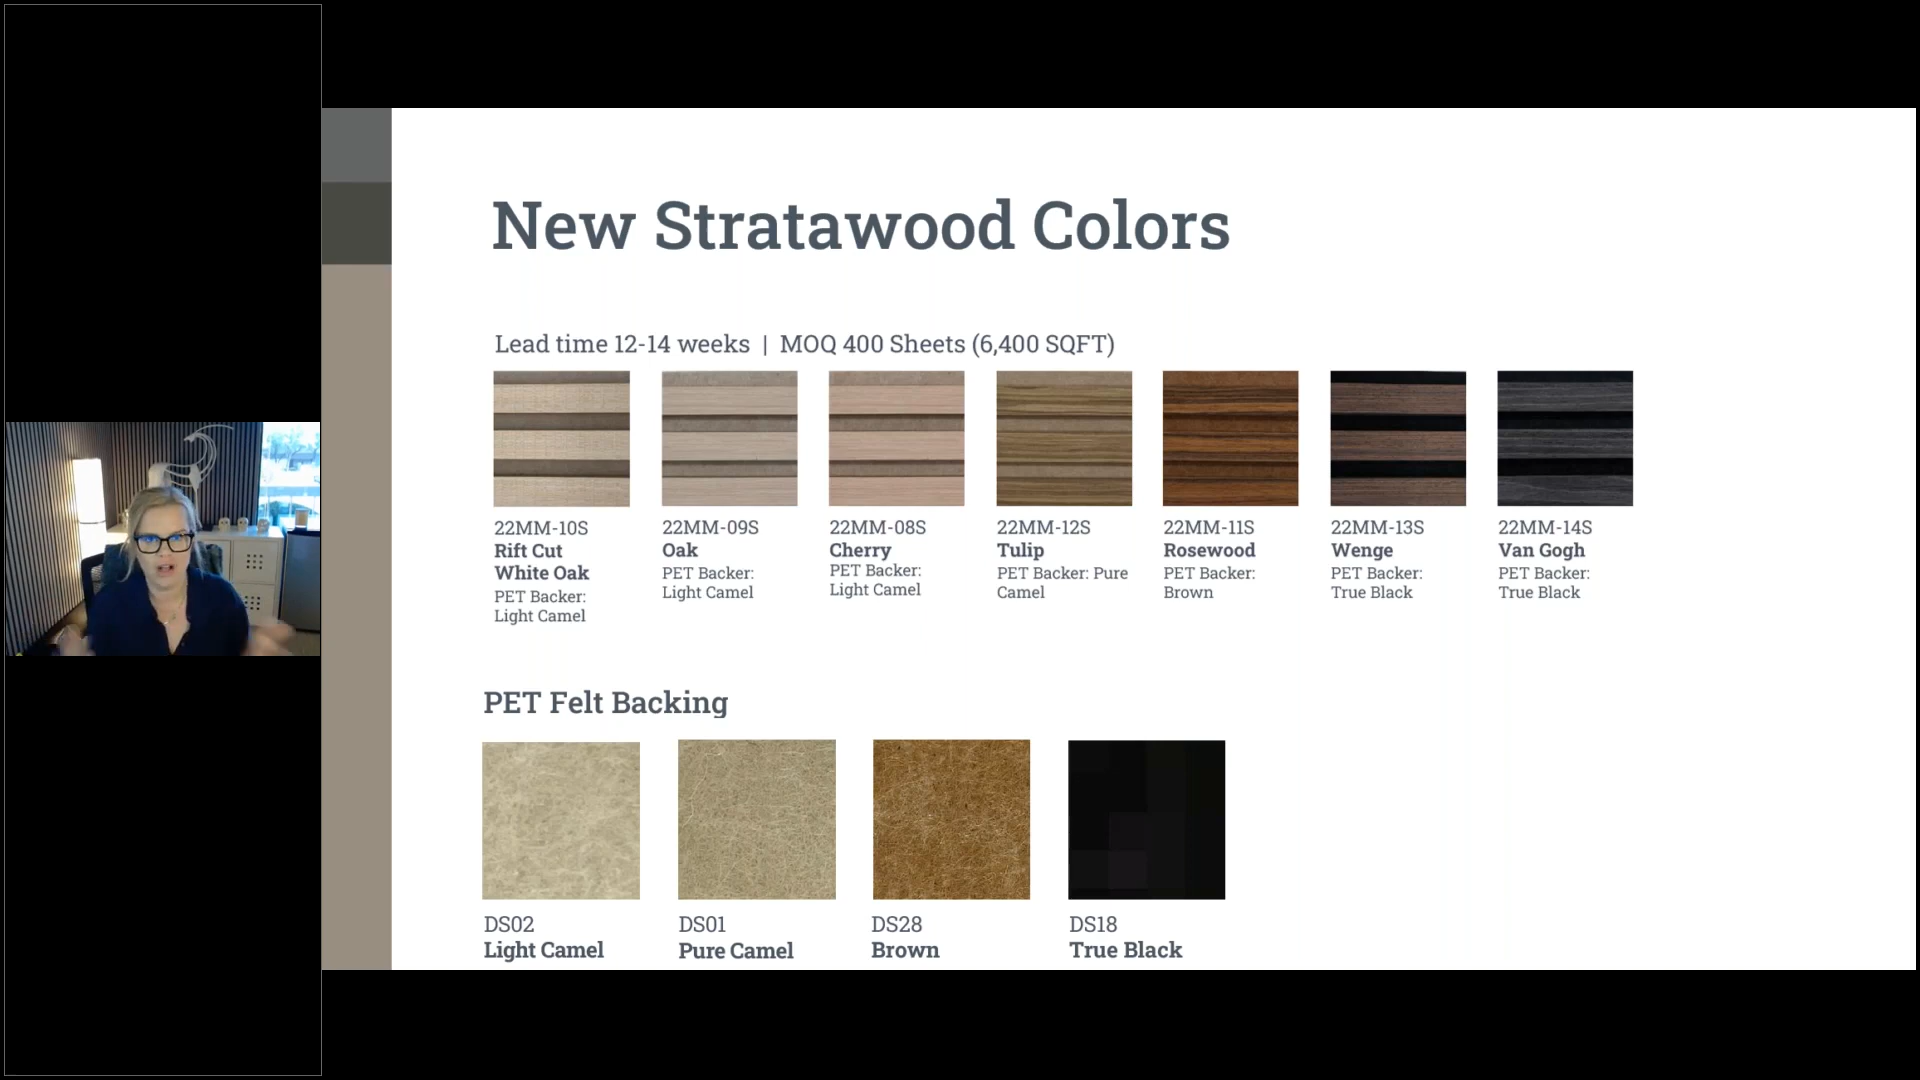 New Stratawood Colors
Lead time 12-14 weeks | MOQ 400 Sheets (6,400 SQFT)
22MM-10S
Rift Cut
White Oak
PET Backer:
Light Camel
22MM-09S
Oak
PET Backer:
Light Camel
22MM-08S
Cherry
PET Backer:
Light Camel
22MM-12S
Tulip
PET Backer: Pure
Camel
22MM-11S
Rosewood
PET Backer:
Brown
22MM-13S
Wenge
PET Backer:
True Black
22MM-14S
Van Gogh
PET Backer:
True Black
PET Felt Backing
DS02
Light Camel
DS01
Pure Camel
DS28
Brown
DS18
True Black